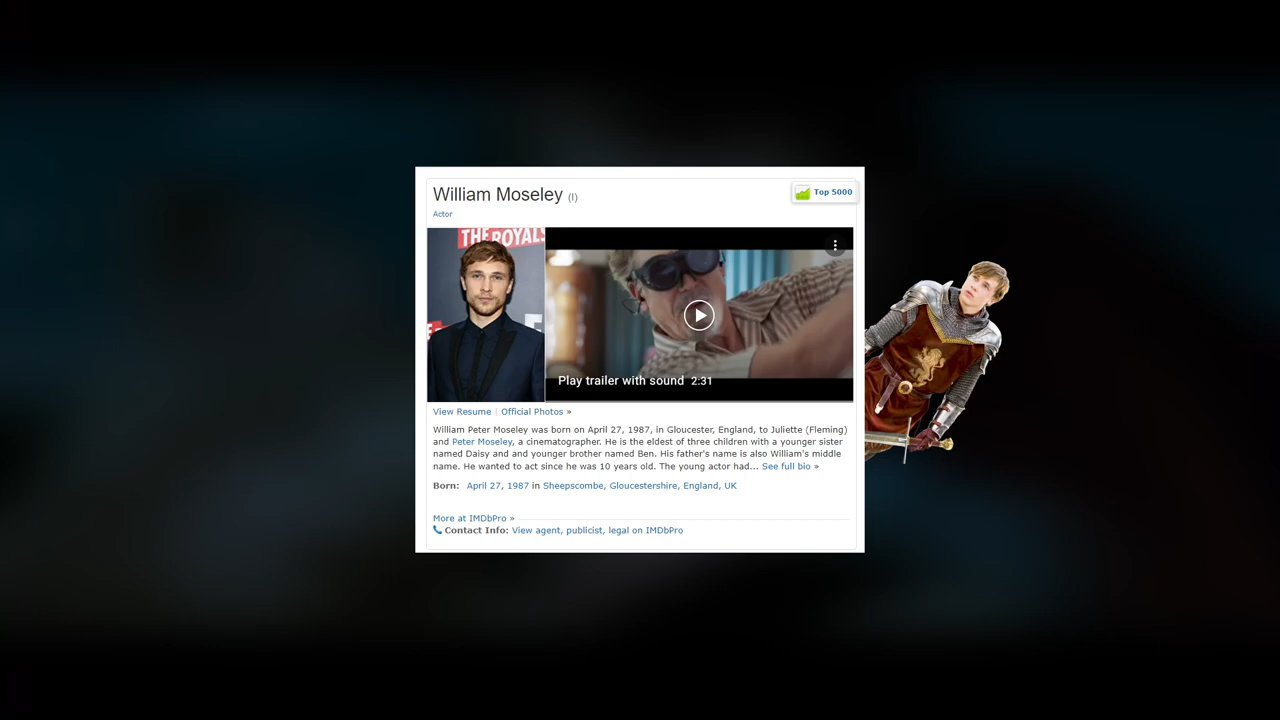 William Moseley (I)
Top 5000
Actor
THE ROYALS
Play trailer with sound 2:31
View Resume | Official Photos »
William Peter Moseley was born on April 27, 1987, in Gloucester, England, to Juliette (Fleming)
and Peter Moseley, a cinematographer. He is the eldest of three children with a younger sister
named Daisy and and younger brother named Ben. His father's name is also William's middle
name. He wanted to act since he was 10 years old. The young actor had... See full bio »
Born: April 27, 1987 in Sheepscombe, Gloucestershire, England, UK
More at IMDbPro »
Contact Info: View agent, publicist, legal on IMDbPro